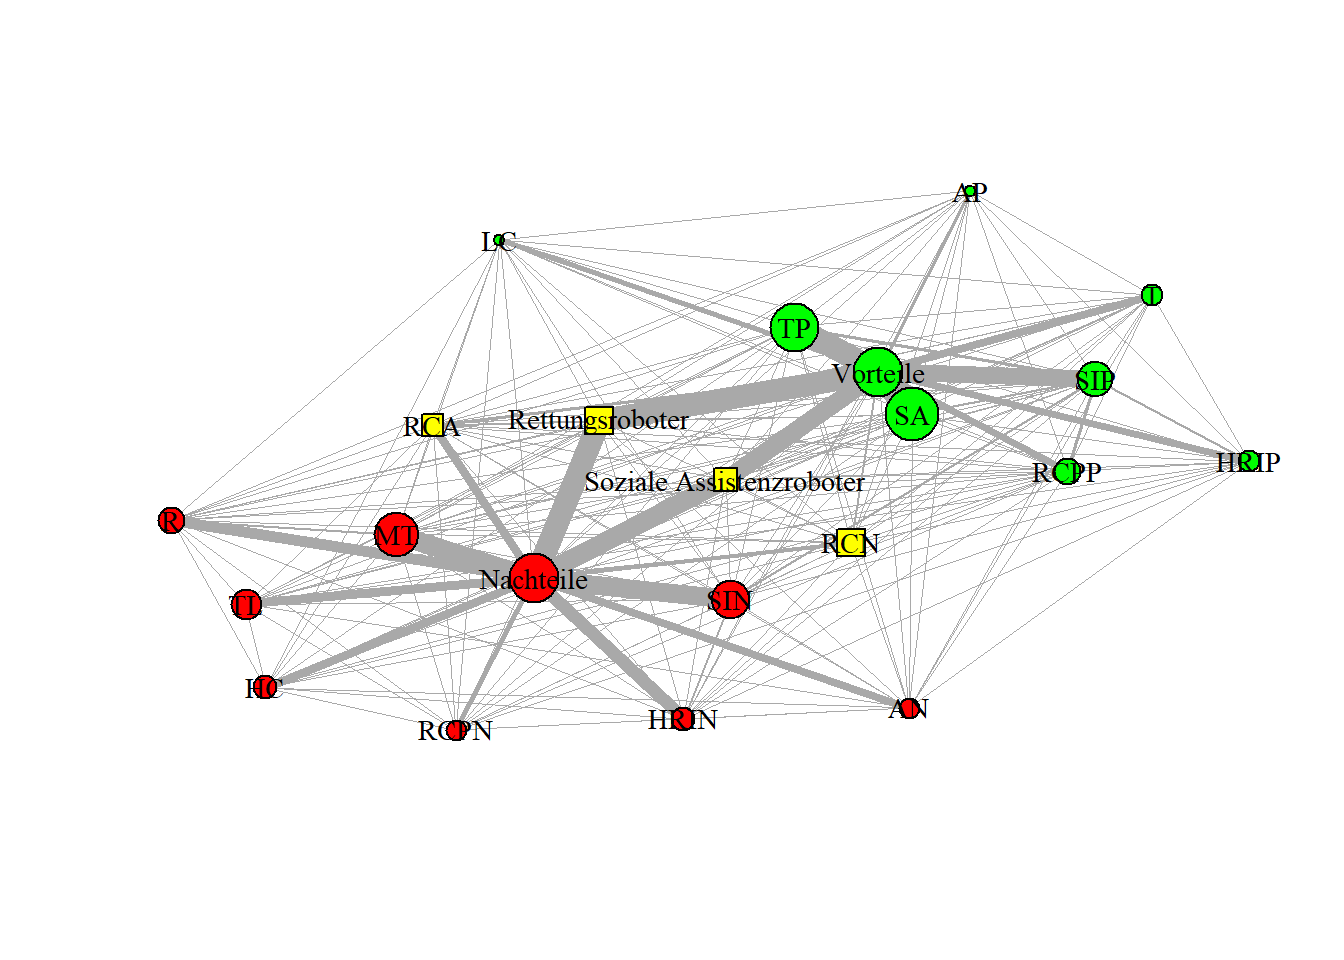 AP
LC
I
TP
Vorteile
SIP
SA
Rettungsroboter
RCA
HRIP
RCPP
Soziale Assistenzroboter
R
MT
RCN
Nachteile
SIN
TL
HC
AN
HRIN
RCPN